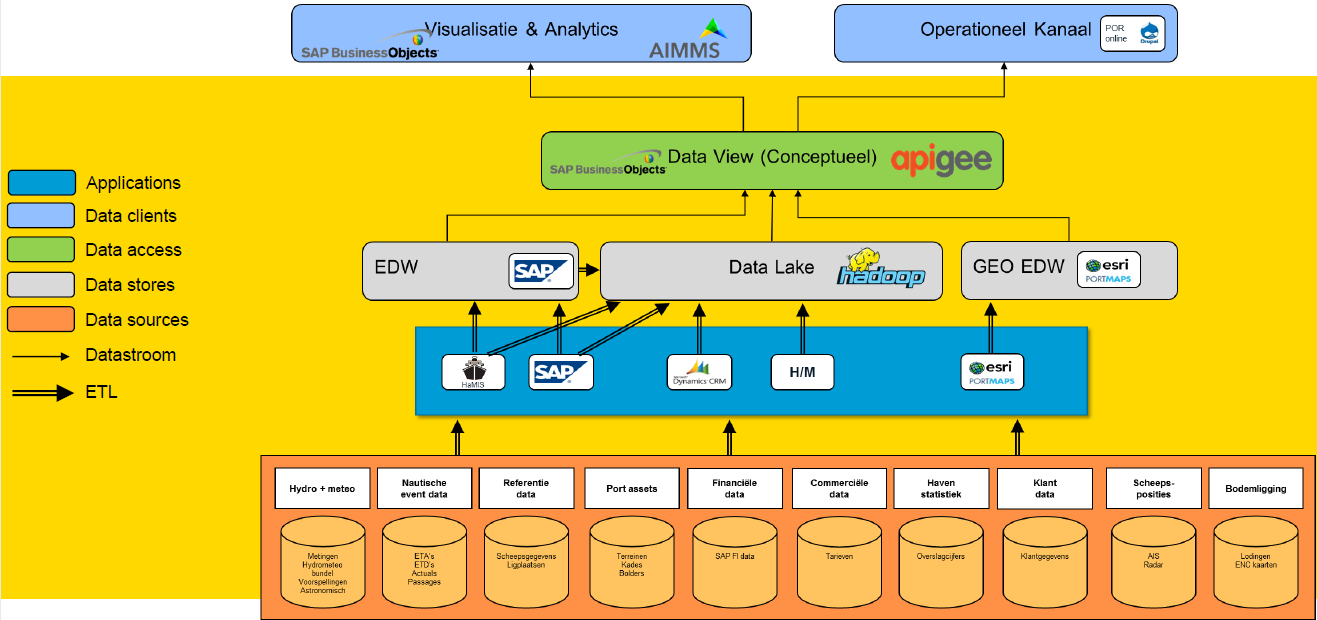 Visualisatie & Analytics
SAP BusinessObjects
AIMMS
Operationeel Kanaal
POR
online
Drupal
Data View (Conceptueel)
SAP BusinessObjects
apigee
Applications
Data clients
Data access
Data stores
Data sources
Datastroom
ETL
EDW
SAP
Data Lake
hadoop
GEO EDW
esri
PORTMAPS
HaMIS
SAP
Dynamics CRM
H/M
esri
PORTMAPS
Hydro + meteo
Nautische
event data
Referentie
data
Port assets
Financiële
data
Commerciële
data
Haven
statistiek
Klant
data
Scheeps-
posities
Bodemligging
Metingen
Hydrometeo
bundel
Voorspellingen
Astronomisch
ETA's
ETD's
Actuals
Passages
Scheepsgegevens
Ligplaatsen
Terreinen
Kades
Bolders
SAP FI data
Tarieven
Overslagcijfers
Klantgegevens
AIS
Radar
Lodingen
ENC kaarten